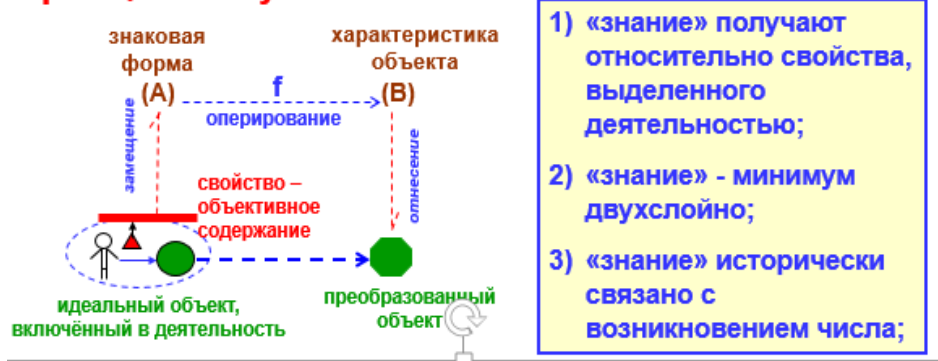 знаковая
форма
(A)
характеристика
объекта
(B)
f
оперирование
замещение
отнесение
свойство –
объективное
содержание
идеальный объект,
включённый в деятельность
преобразованный
объект
1) «знание» получают
относительно свойства,
выделенного
деятельностью;
2) «знание» - минимум
двухслойно;
3) «знание» исторически
связано с
возникновением числа;